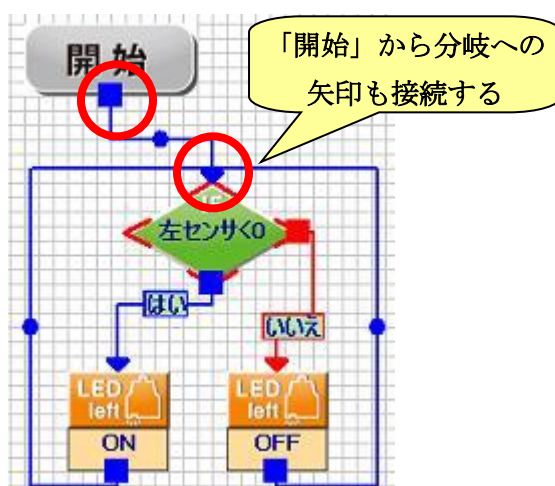 開始
「開始」から分岐への
矢印も接続する
左センサ<0
はい
いいえ
LED
left
ON
LED
left
OFF